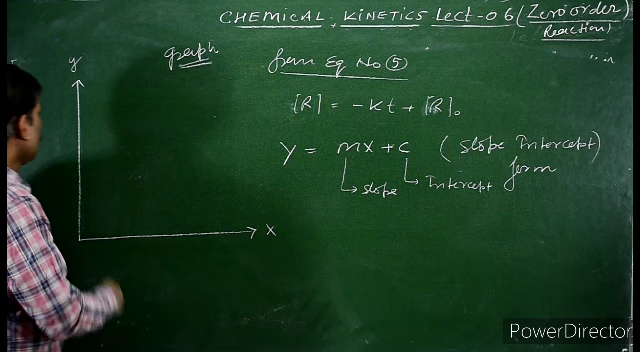 CHEMICAL KINETICS Lect-06 (Zero order Reaction)
graph
from Eq No ⑤
[R] = -kt + [R]₀
y = mx + c (Slope Intercept) form
slope
Intercept
y
x
PowerDirector